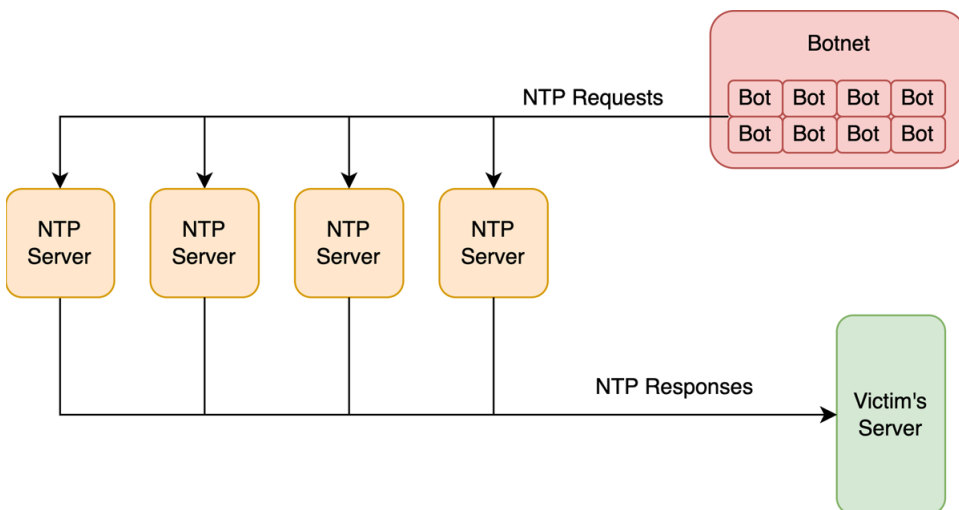 Botnet
NTP Requests
Bot Bot Bot Bot
Bot Bot Bot Bot
NTP
Server
NTP
Server
NTP
Server
NTP
Server
NTP Responses
Victim's
Server